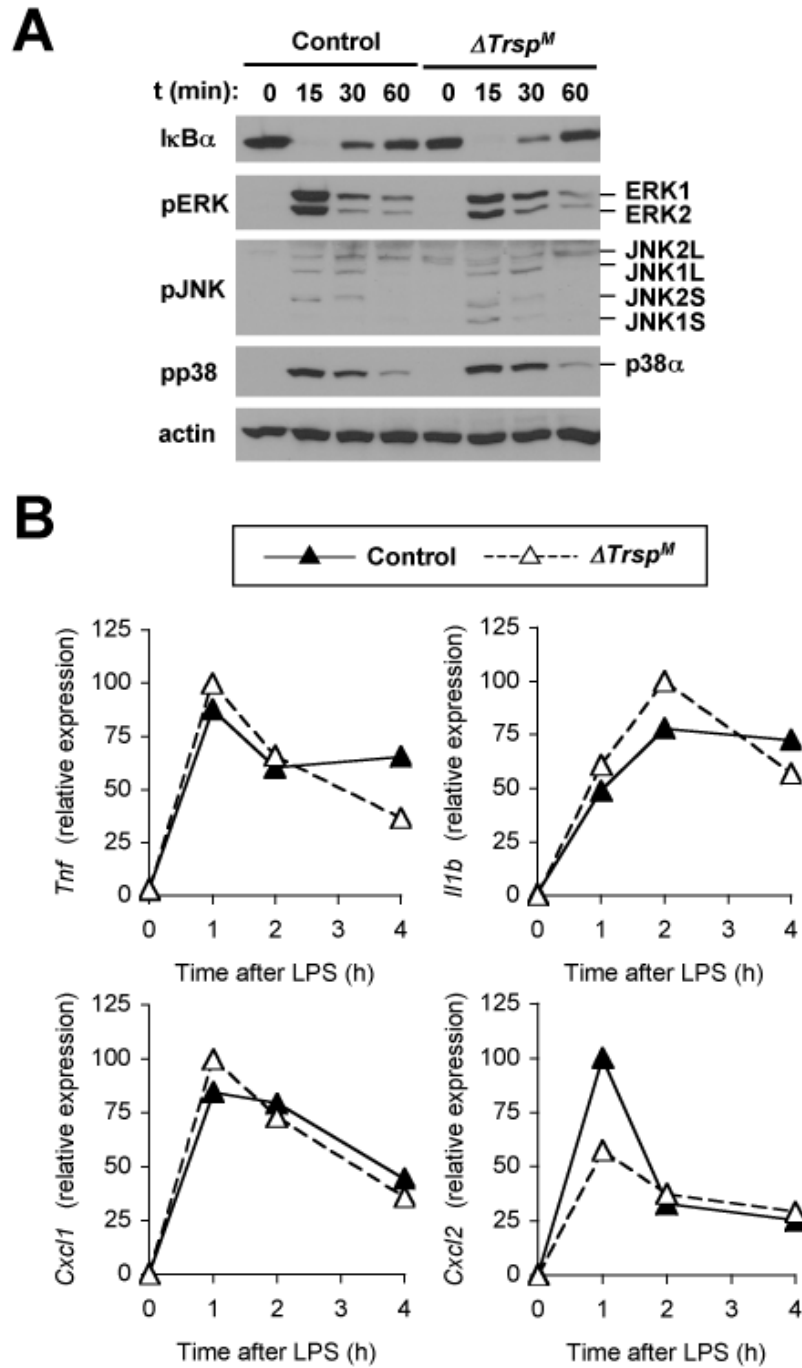 A
Control ΔTrspᴹ
t (min): 0 15 30 60 0 15 30 60
IκBα
pERK ERK1
ERK2
pJNK JNK2L
JNK1L
JNK2S
JNK1S
pp38 p38α
actin
B
Control ΔTrspᴹ
Tnf (relative expression)
125
100
75
50
25
0
0 1 2 3 4
Time after LPS (h)
Il1b (relative expression)
125
100
75
50
25
0
0 1 2 3 4
Time after LPS (h)
Cxcl1 (relative expression)
125
100
75
50
25
0
0 1 2 3 4
Time after LPS (h)
Cxcl2 (relative expression)
125
100
75
50
25
0
0 1 2 3 4
Time after LPS (h)